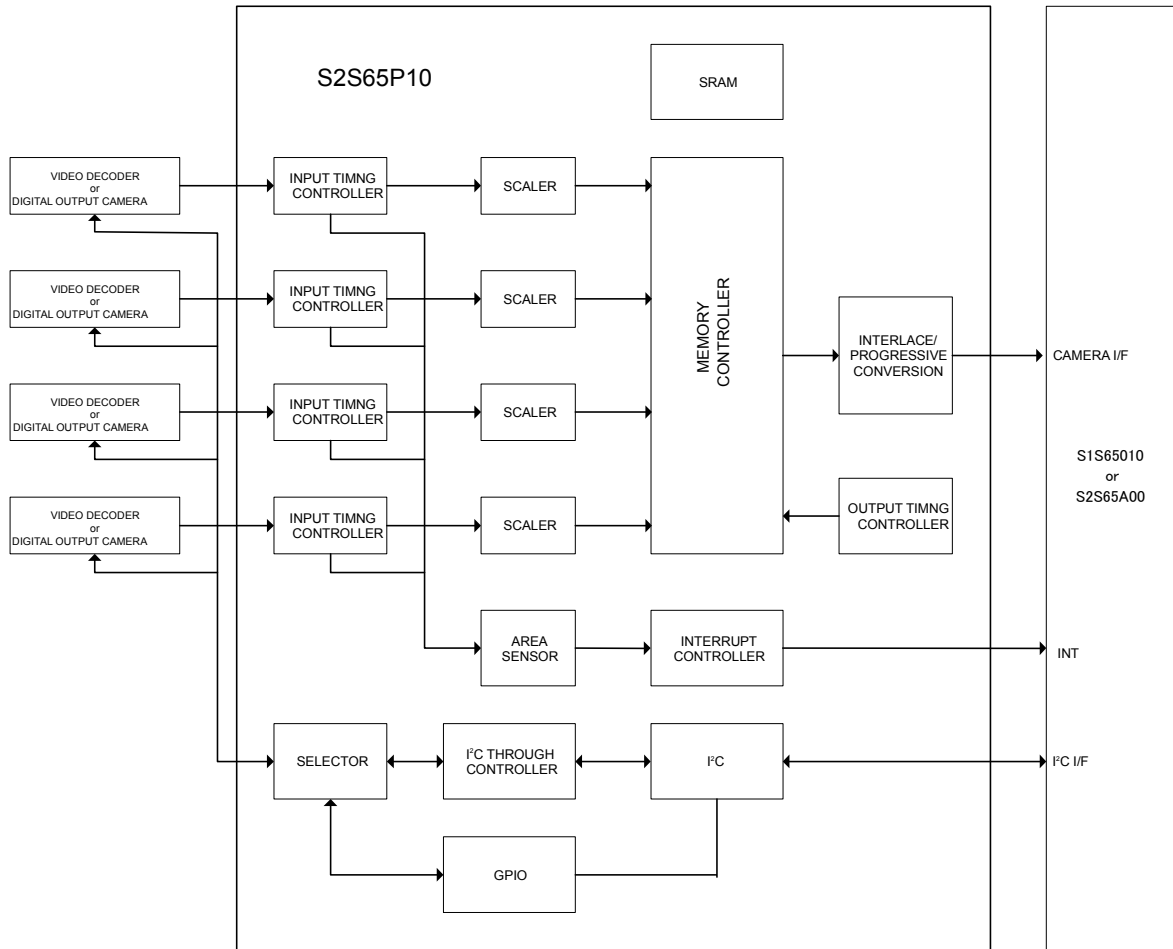 S2S65P10
SRAM
VIDEO DECODER
or
DIGITAL OUTPUT CAMERA
INPUT TIMNG
CONTROLLER
SCALER
VIDEO DECODER
or
DIGITAL OUTPUT CAMERA
INPUT TIMNG
CONTROLLER
SCALER
VIDEO DECODER
or
DIGITAL OUTPUT CAMERA
INPUT TIMNG
CONTROLLER
SCALER
VIDEO DECODER
or
DIGITAL OUTPUT CAMERA
INPUT TIMNG
CONTROLLER
SCALER
MEMORY
CONTROLLER
INTERLACE/
PROGRESSIVE
CONVERSION
CAMERA I/F
OUTPUT TIMNG
CONTROLLER
S1S65010
or
S2S65A00
AREA
SENSOR
INTERRUPT
CONTROLLER
INT
SELECTOR
I²C THROUGH
CONTROLLER
I²C
I²C I/F
GPIO